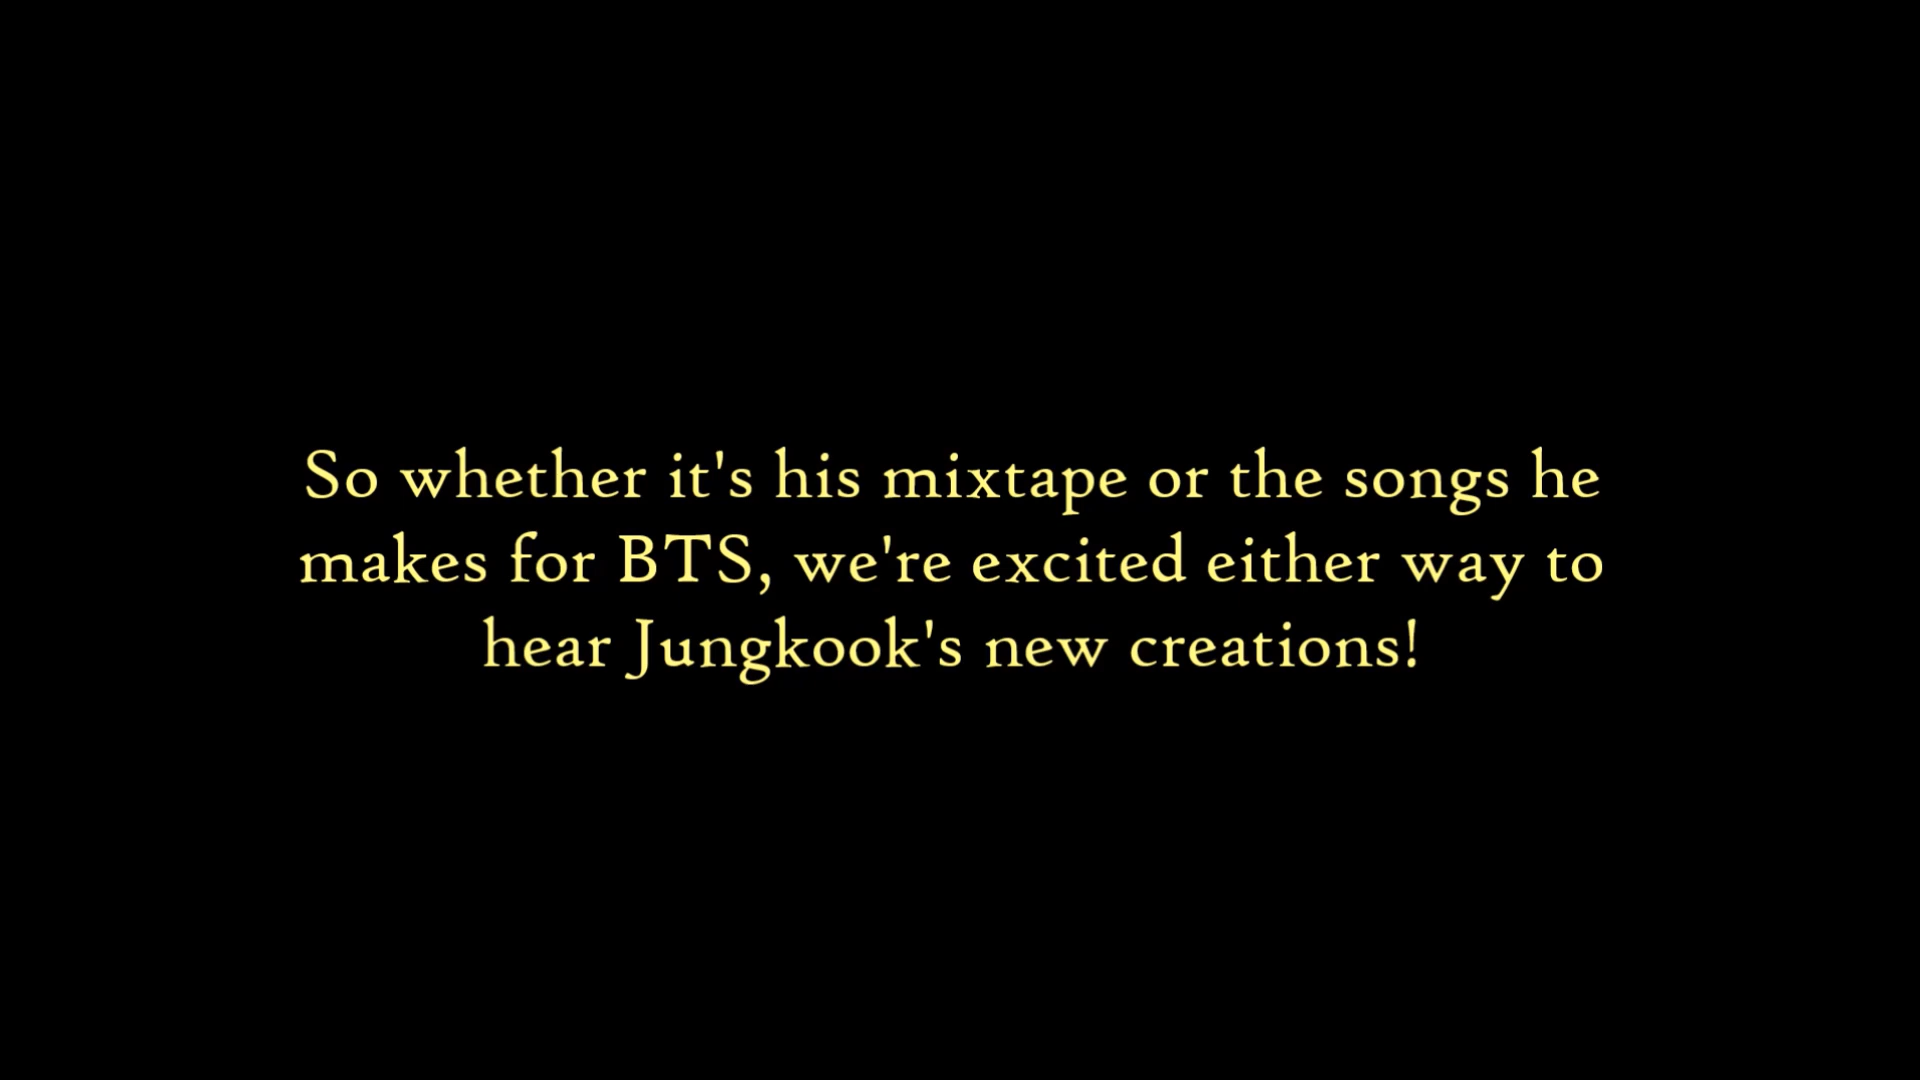 So whether it's his mixtape or the songs he
makes for BTS, we're excited either way to
hear Jungkook's new creations!